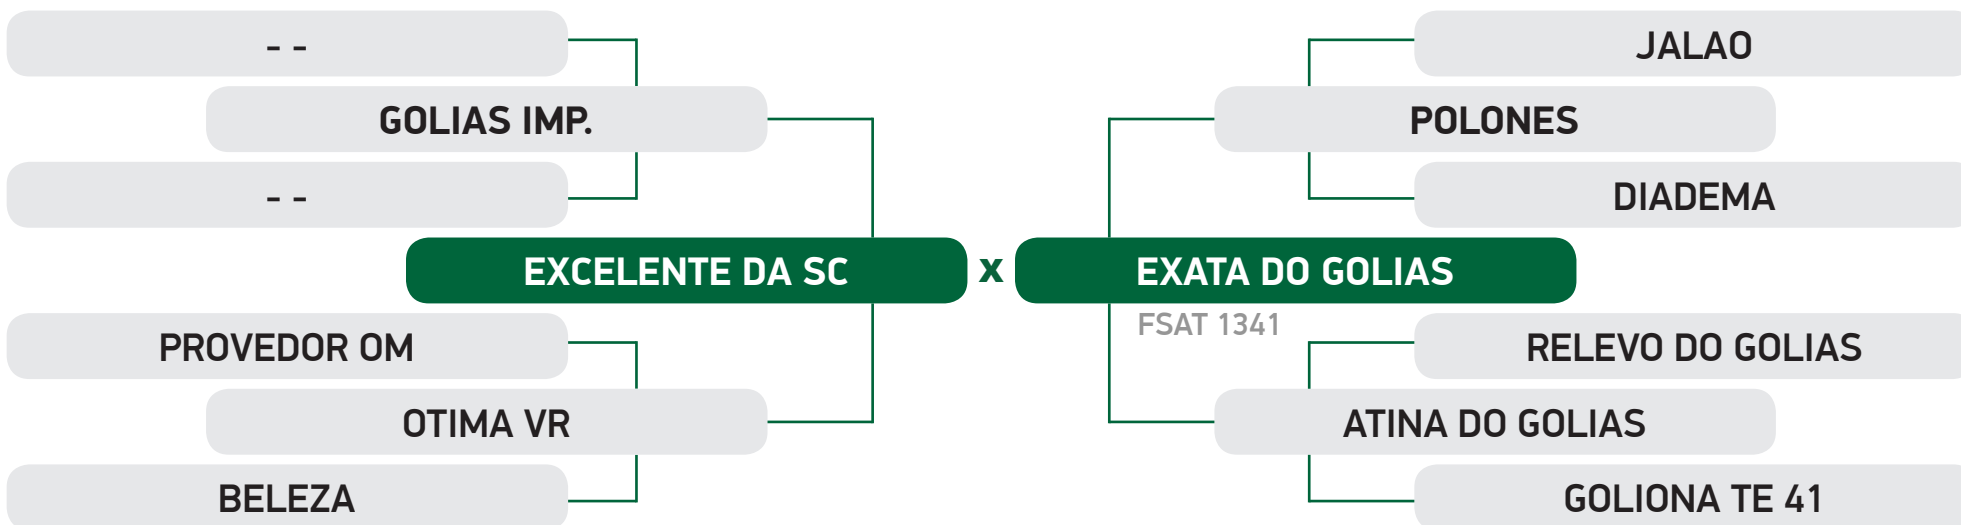 - -
JALAO
GOLIAS IMP.
POLONES
- -
DIADEMA
EXCELENTE DA SC x EXATA DO GOLIAS
FSAT 1341
PROVEDOR OM
RELEVO DO GOLIAS
OTIMA VR
ATINA DO GOLIAS
BELEZA
GOLIONA TE 41